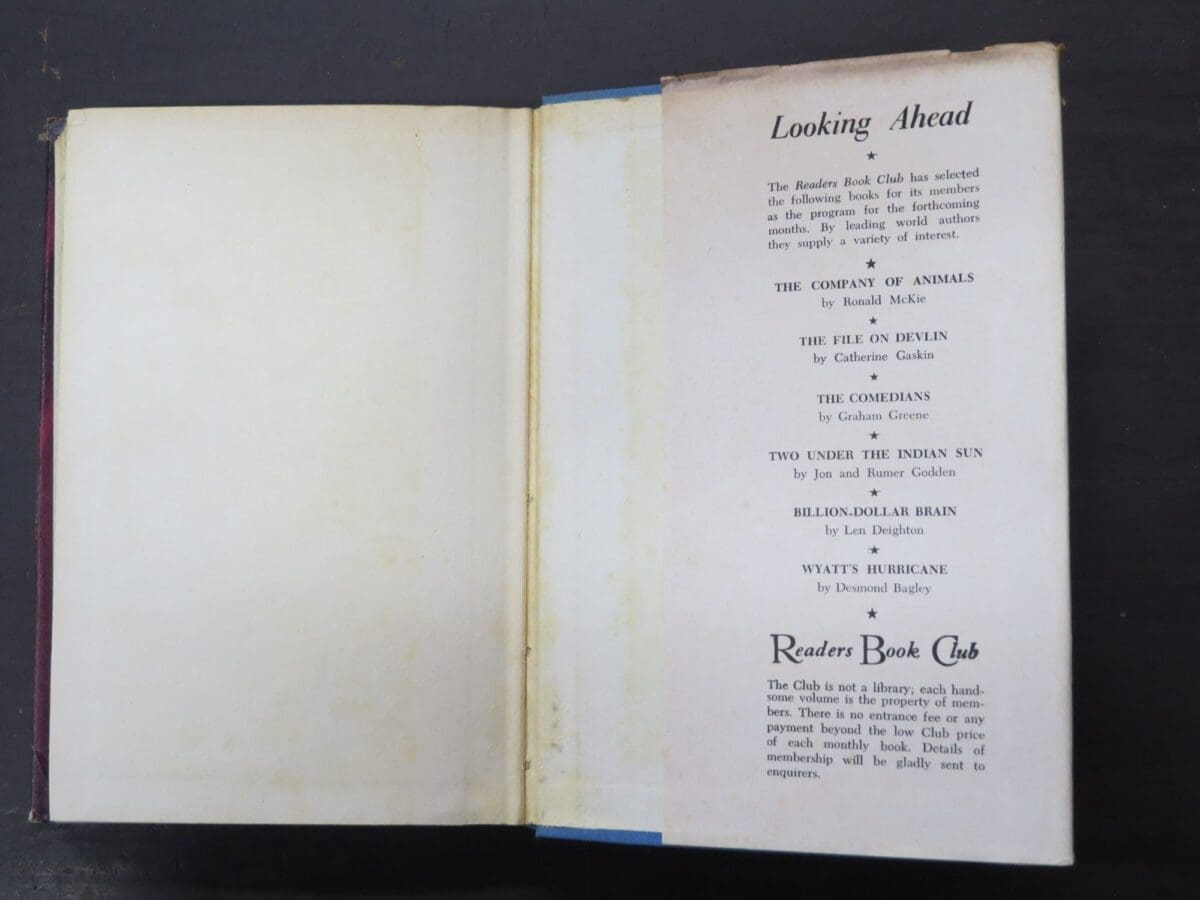 Looking Ahead
★
The Readers Book Club has selected
the following books for its members
as the program for the forthcoming
months. By leading world authors
they supply a variety of interest.
★
THE COMPANY OF ANIMALS
by Ronald McKie
★
THE FILE ON DEVLIN
by Catherine Gaskin
★
THE COMEDIANS
by Graham Greene
★
TWO UNDER THE INDIAN SUN
by Jon and Rumer Godden
★
BILLION-DOLLAR BRAIN
by Len Deighton
★
WYATT'S HURRICANE
by Desmond Bagley
★
Readers Book Club
The Club is not a library; each hand-
some volume is the property of mem-
bers. There is no entrance fee or any
payment beyond the low Club price
of each monthly book. Details of
membership will be gladly sent to
enquirers.